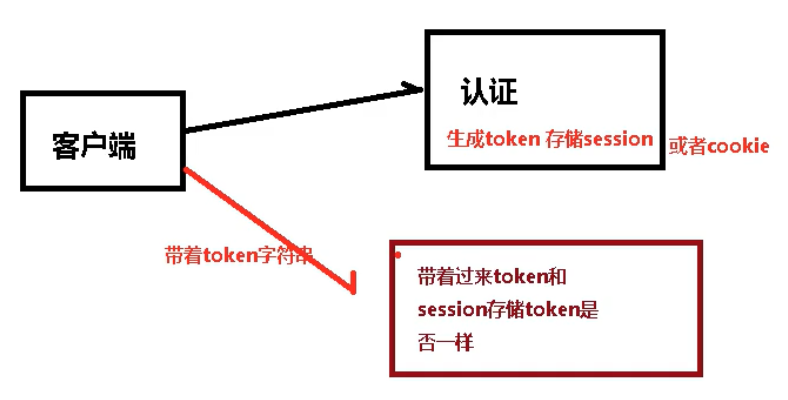 认证
客户端
生成token 存储session
或者cookie
带着token字符串
带着过来token和
session存储token是
否一样